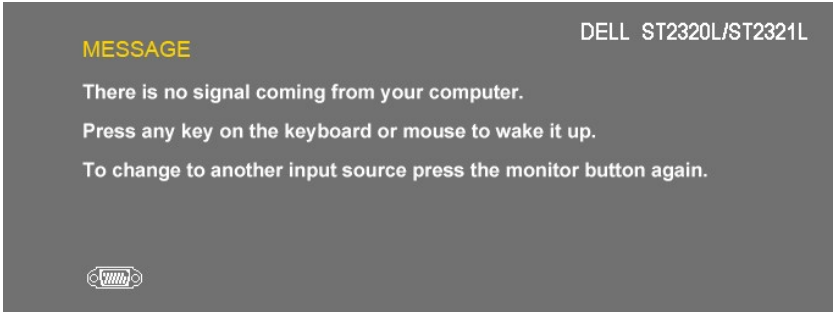 DELL ST2320L/ST2321L
MESSAGE
There is no signal coming from your computer.
Press any key on the keyboard or mouse to wake it up.
To change to another input source press the monitor button again.